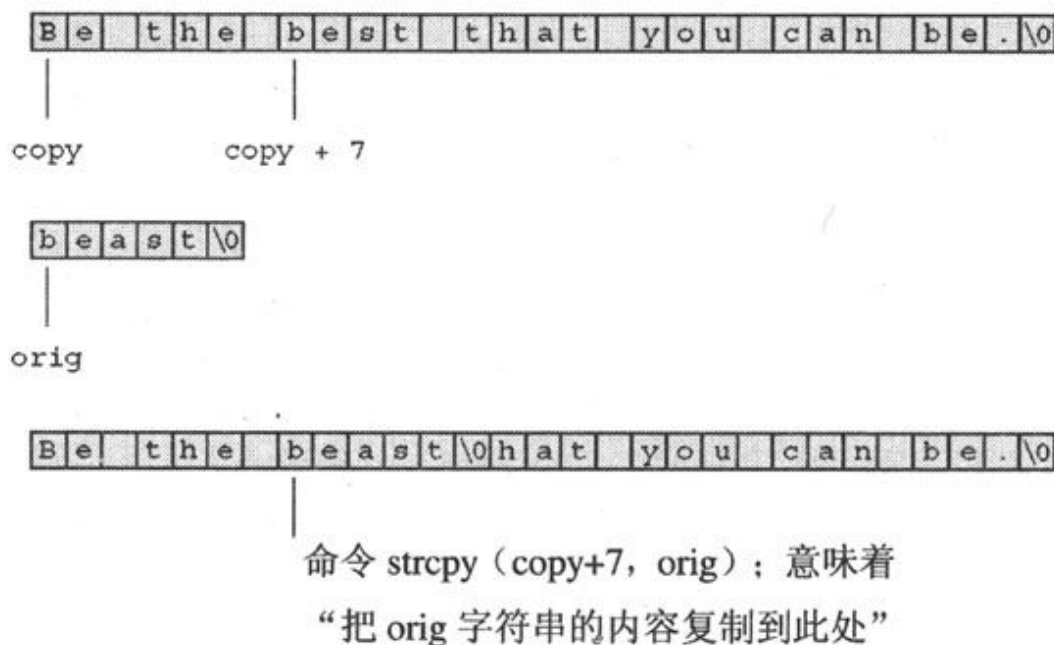 Be the best that you can be.\0
copy copy + 7
beast\0
orig
Be the beast\0hat you can be.\0
命令 strcpy（copy+7，orig）；意味着
“把 orig 字符串的内容复制到此处”